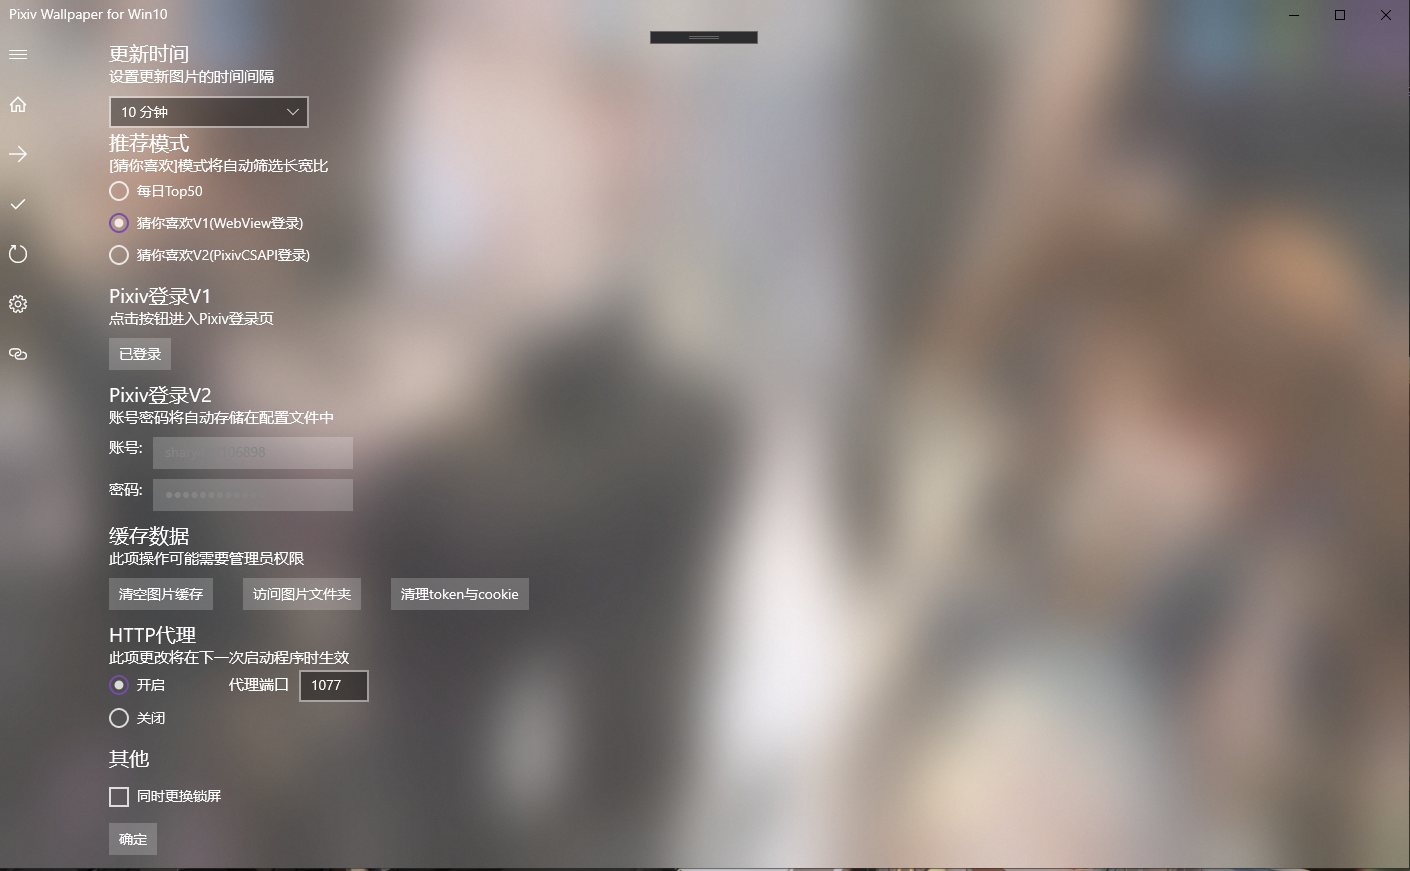 Pixiv Wallpaper for Win10
更新时间
设置更新图片的时间间隔
10 分钟
推荐模式
[猜你喜欢]模式将自动筛选长宽比
每日Top50
猜你喜欢V1(WebView登录)
猜你喜欢V2(PixivCSAPI登录)
Pixiv登录V1
点击按钮进入Pixiv登录页
已登录
Pixiv登录V2
账号密码将自动存储在配置文件中
账号:
密码:
缓存数据
此项操作可能需要管理员权限
清空图片缓存 访问图片文件夹 清理token与cookie
HTTP代理
此项更改将在下一次启动程序时生效
开启 代理端口 1077
关闭
其他
同时更换锁屏
确定